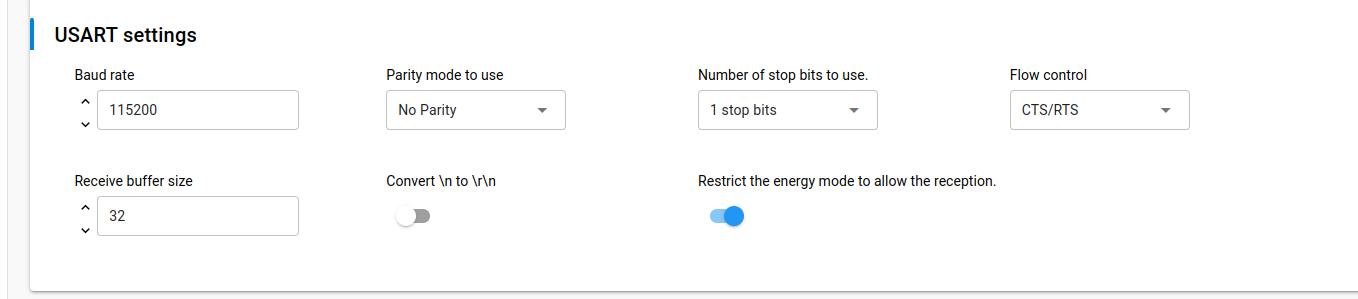 USART settings
Baud rate
Parity mode to use
Number of stop bits to use.
Flow control
115200
No Parity
1 stop bits
CTS/RTS
Receive buffer size
Convert \n to \r\n
Restrict the energy mode to allow the reception.
32